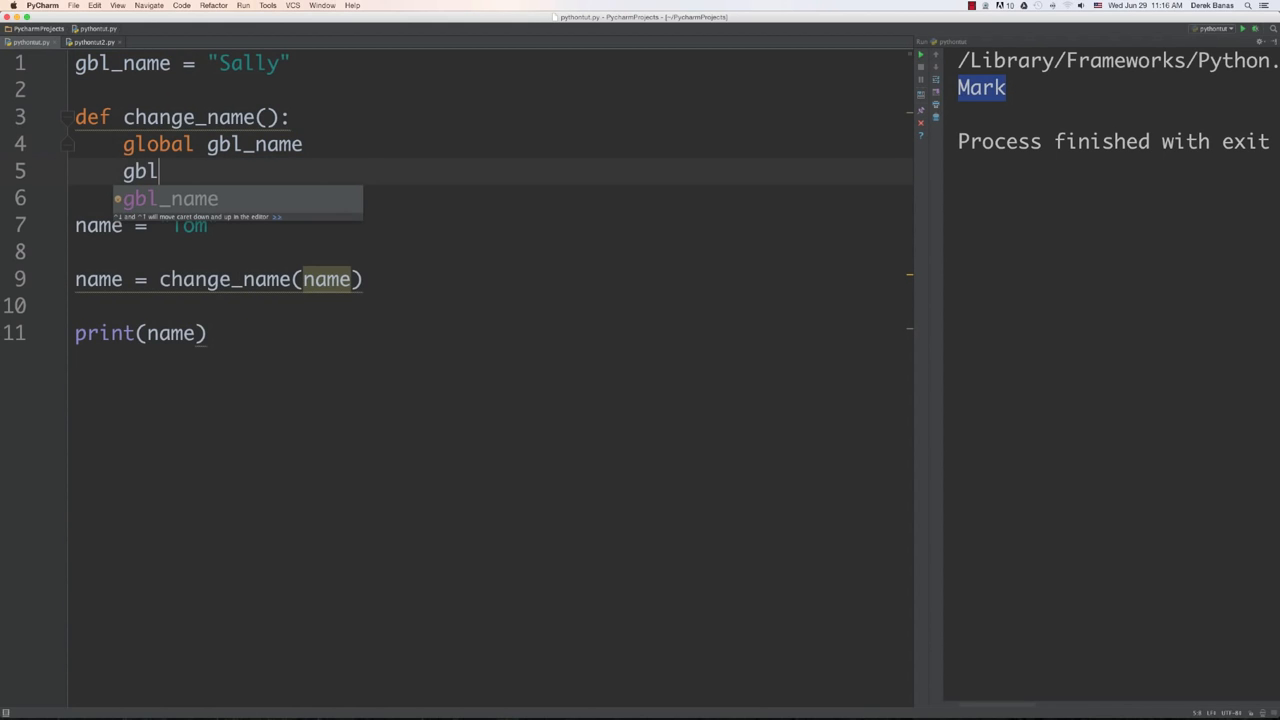 PyCharm File Edit View Navigate Code Refactor Run Tools VCS Window Help
10 Wed Jun 29 11:16 AM Derek Banas
pythontut.py - PycharmProjects - [~/PycharmProjects]
PycharmProjects pythontut.py
pythontut
pythontut.py pythontut2.py
Run pythontut
1 gbl_name = "Sally"
2
3 def change_name():
4 global gbl_name
5 gbl
gbl_name
6
^↓ and ^↑ will move caret down and up in the editor >>
7 name = Tom
8
9 name = change_name(name)
10
11 print(name)
/Library/Frameworks/Python.
Mark
Process finished with exit
5:8 LF≑ UTF-8≑